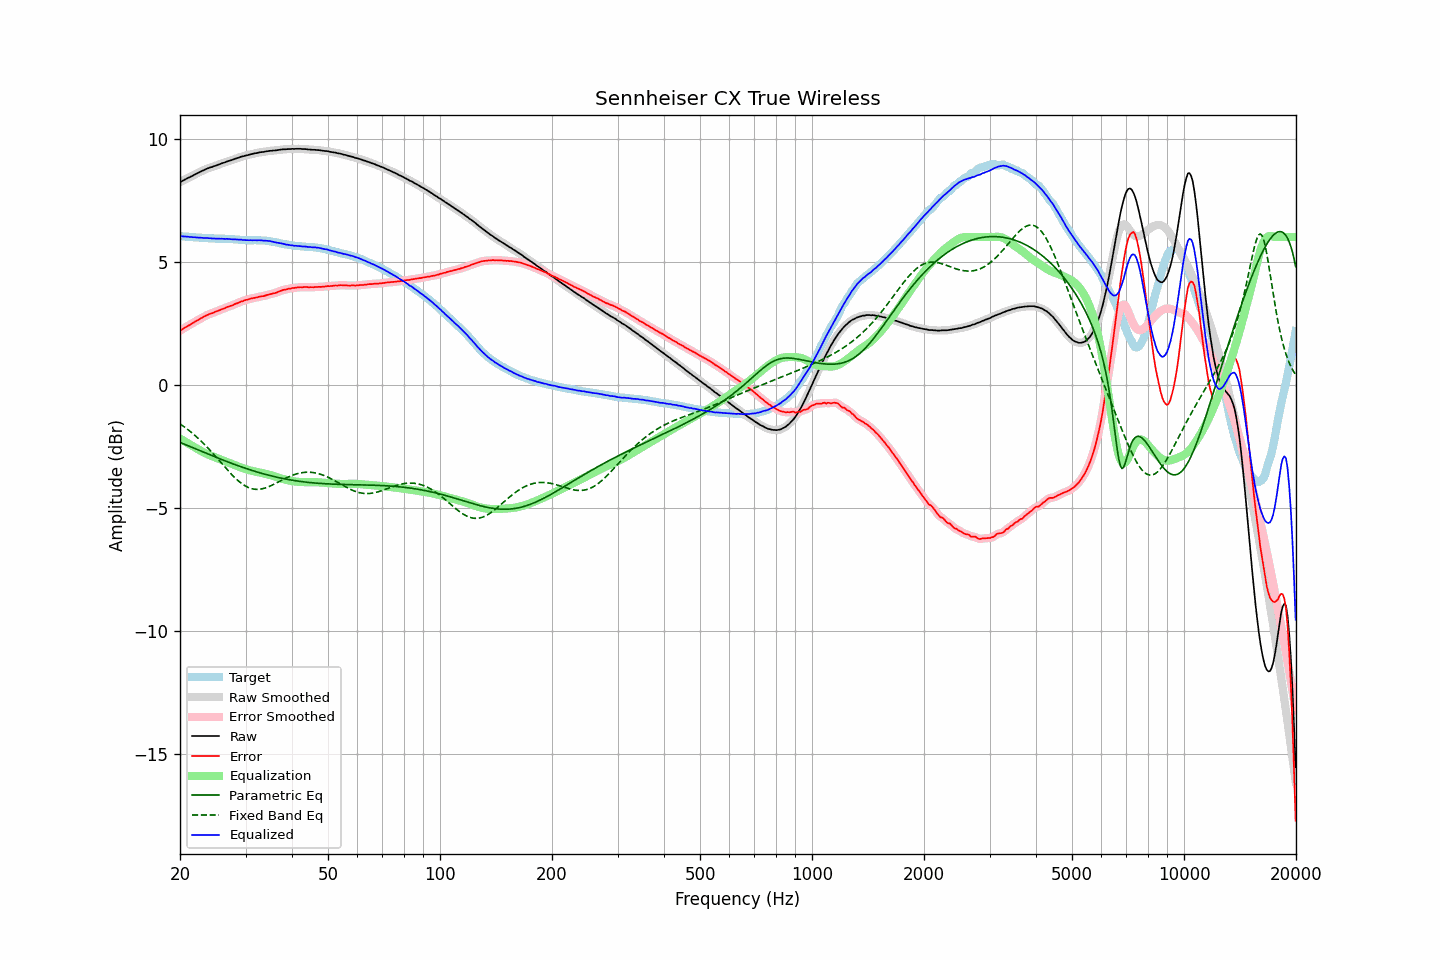 Sennheiser CX True Wireless
Amplitude (dBr)
10
5
0
−5
−10
−15
Target
Raw Smoothed
Error Smoothed
Raw
Error
Equalization
Parametric Eq
Fixed Band Eq
Equalized
20 50 100 200 500 1000 2000 5000 10000 20000
Frequency (Hz)